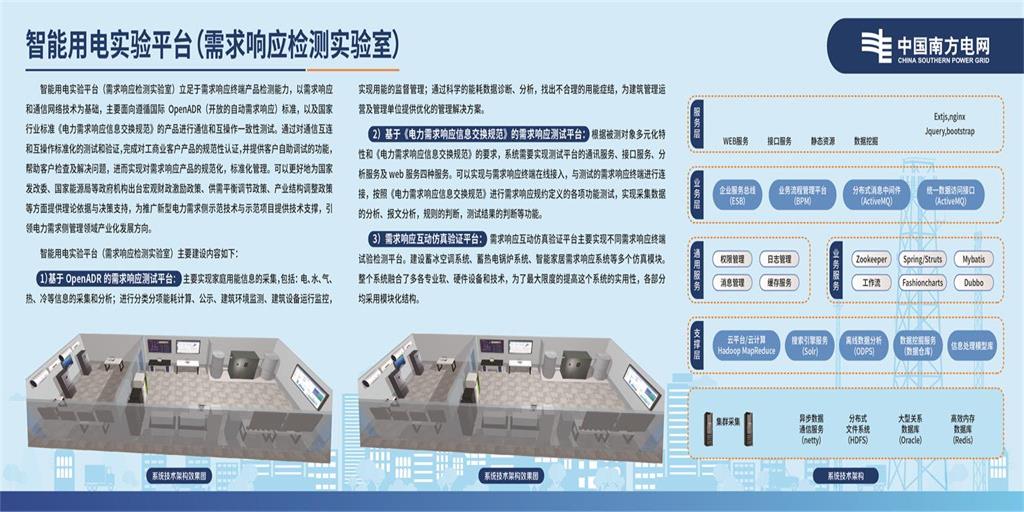 智能用电实验平台（需求响应检测实验室）
中国南方电网
CHINA SOUTHERN POWER GRID
智能用电实验平台（需求响应检测实验室）立足于需求响应终端产品检测能力，以需求响应
和通信网络技术为基础，主要面向遵循国际 OpenADR（开放的自动需求响应）标准，以及国家
行业标准《电力需求响应信息交换规范》的产品进行通信和互操作一致性测试。通过对通信互连
和互操作标准化的测试和验证,完成对工商业客户产品的规范性认证,并提供客户自助调试的功能，
帮助客户检查及解决问题，进而实现对需求响应产品的规范化，标准化管理。可以更好地为国家
发改委、国家能源局等政府机构出台宏观财政激励政策、供需平衡调节政策、产业结构调整政策
等方面提供理论依据与决策支持，为推广新型电力需求侧示范技术与示范项目提供技术支撑，引
领电力需求侧管理领域产业化发展方向。
智能用电实验平台（需求响应检测实验室）主要建设内容如下：
1)基于 OpenADR 的需求响应测试平台：主要实现家庭用能信息的采集,包括：电、水、气、
热、冷等信息的采集和分析；进行分类分项能耗计算、公示、建筑环境监测、建筑设备运行监控，
实现用能的监督管理；通过科学的能耗数据诊断、分析，找出不合理的用能症结，为建筑管理运
营及管理单位提供优化的管理解决方案。
2）基于《电力需求响应信息交换规范》的需求响应测试平台：根据被测对象多元化特
性和《电力需求响应信息交换规范》的要求，系统需要实现测试平台的通讯服务、接口服务、分
析服务及 web 服务四种服务。可以实现与需求响应终端在线接入，与测试的需求响应终端进行连
接，按照《电力需求响应信息交换规范》进行需求响应规约定义的各项功能测试，实现采集数据
的分析、报文分析，规则的判断，测试结果的判断等功能。
3）需求响应互动仿真验证平台：需求响应互动仿真验证平台主要实现不同需求响应终端
试验检测平台。建设蓄冰空调系统、蓄热电锅炉系统、智能家居需求响应系统等多个仿真模块。
整个系统融合了多各专业软、硬件设备和技术，为了最大限度的提高这个系统的实用性，各部分
均采用模块化结构。
系统技术架构效果图
系统技术架构效果图
服务层
WEB服务 接口服务 静态资源 数据挖掘
Extjs,nginx
Jquery,bootstrap
业务层
企业服务总线
(ESB)
业务流程管理平台
(BPM)
分布式消息中间件
(ActiveMQ)
统一数据访问接口
(ActiveMQ)
通用服务
权限管理 日志管理
消息管理 缓存服务
业务服务
Zookeeper Spring/Struts Mybatis
工作流 Fashioncharts Dubbo
支撑层
云平台/云计算
Hadoop MapReduce
搜索引擎服务
(Solr)
离线数据分析
(ODPS)
数据挖掘服务
(数据仓库)
信息处理模型库
集群采集
异步数据
通信服务
(netty)
分布式
文件系统
(HDFS)
大型关系
数据库
(Oracle)
高效内存
数据库
(Redis)
系统技术架构